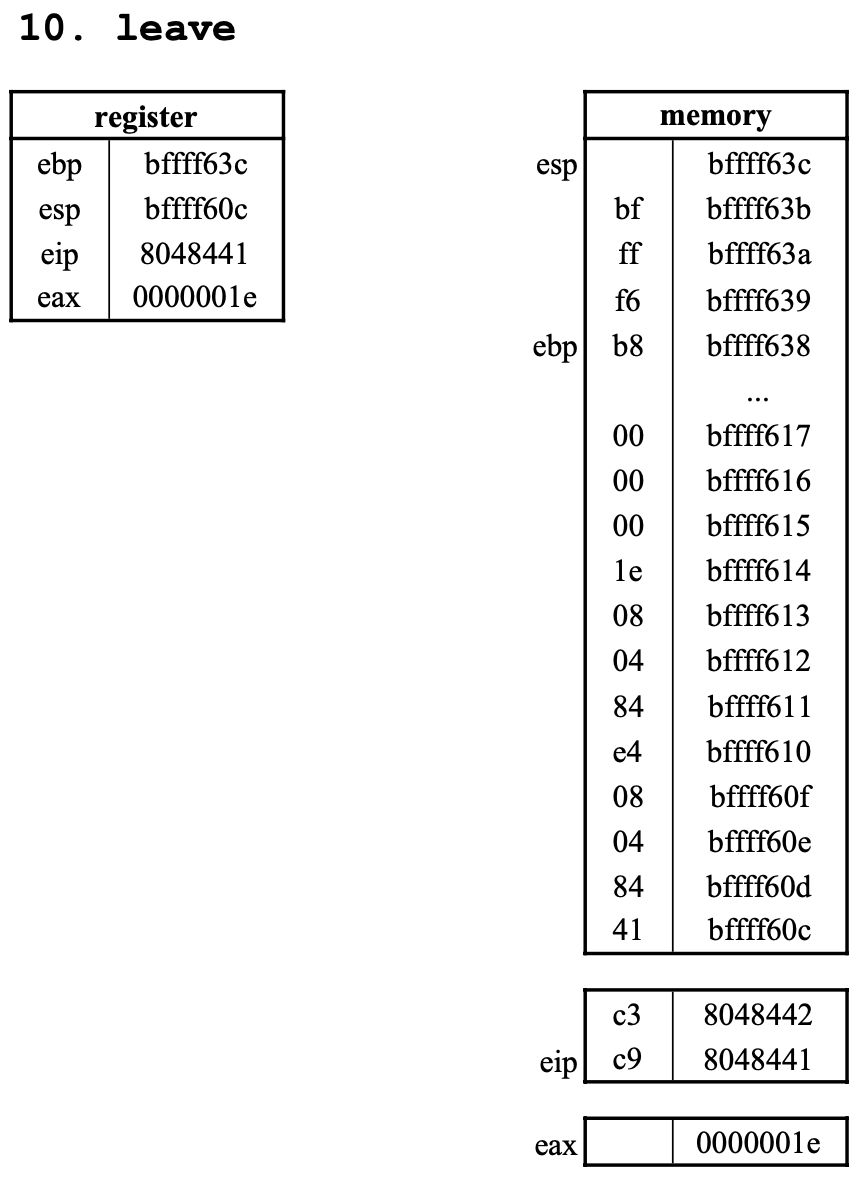 10. leave
register
ebp bffff63c
esp bffff60c
eip 8048441
eax 0000001e
memory
esp bffff63c
bf bffff63b
ff bffff63a
f6 bffff639
ebp b8 bffff638
...
00 bffff617
00 bffff616
00 bffff615
1e bffff614
08 bffff613
04 bffff612
84 bffff611
e4 bffff610
08 bffff60f
04 bffff60e
84 bffff60d
41 bffff60c
c3 8048442
eip c9 8048441
eax 0000001e